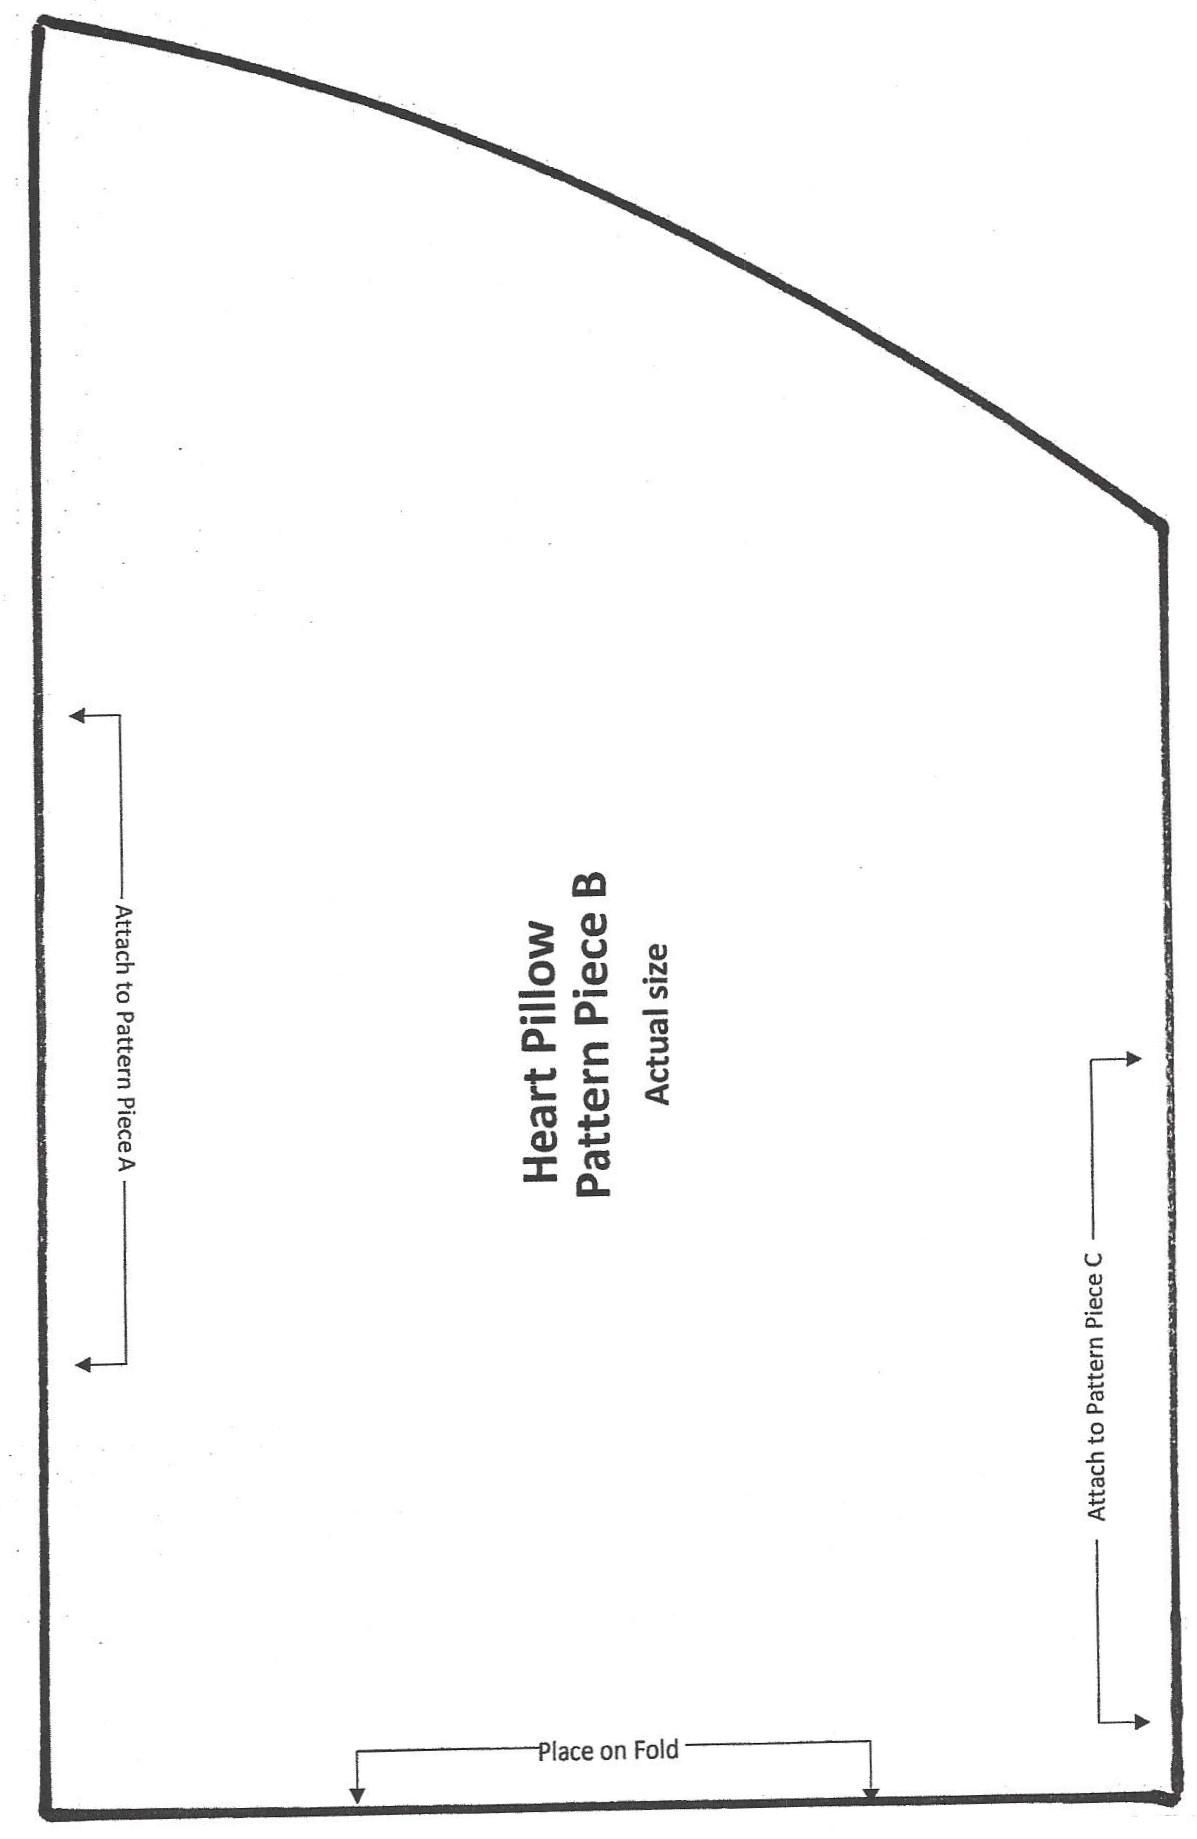 Heart Pillow
Pattern Piece B
Actual size
Attach to Pattern Piece A
Attach to Pattern Piece C
Place on Fold